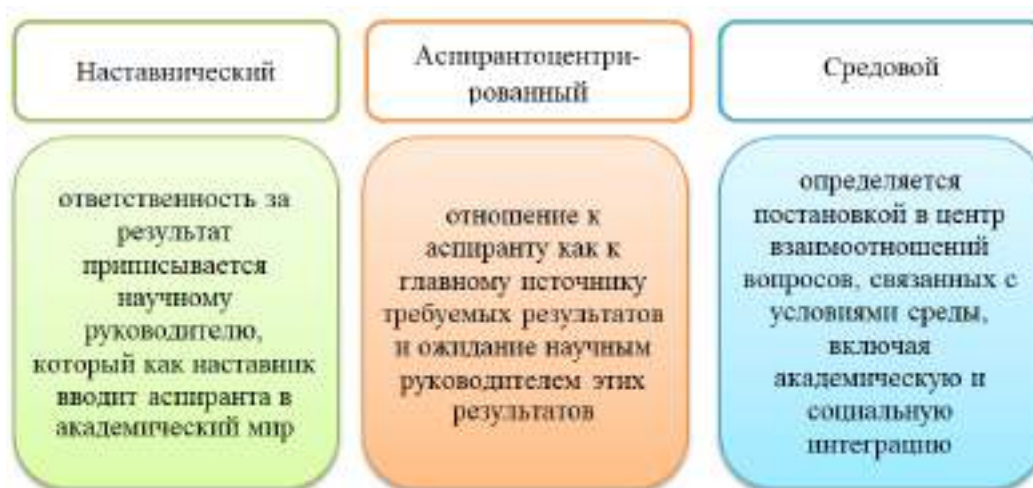 Наставнический
ответственность за
результат
приписывается
научному
руководителю,
который как наставник
вводит аспиранта в
академический мир
Аспирантоцентри-
рованный
отношение к
аспиранту как к
главному источнику
требуемых результатов
и ожидание научным
руководителем этих
результатов
Средовой
определяется
постановкой в центр
взаимоотношений
вопросов, связанных с
условиями среды,
включая
академическую и
социальную
интеграцию